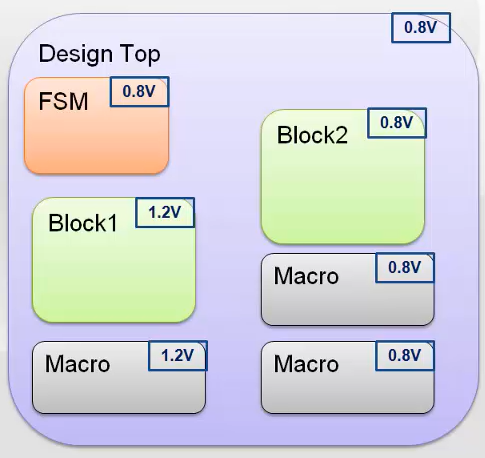 0.8V
Design Top
FSM
0.8V
Block2
0.8V
Block1
1.2V
Macro
0.8V
Macro
1.2V
Macro
0.8V